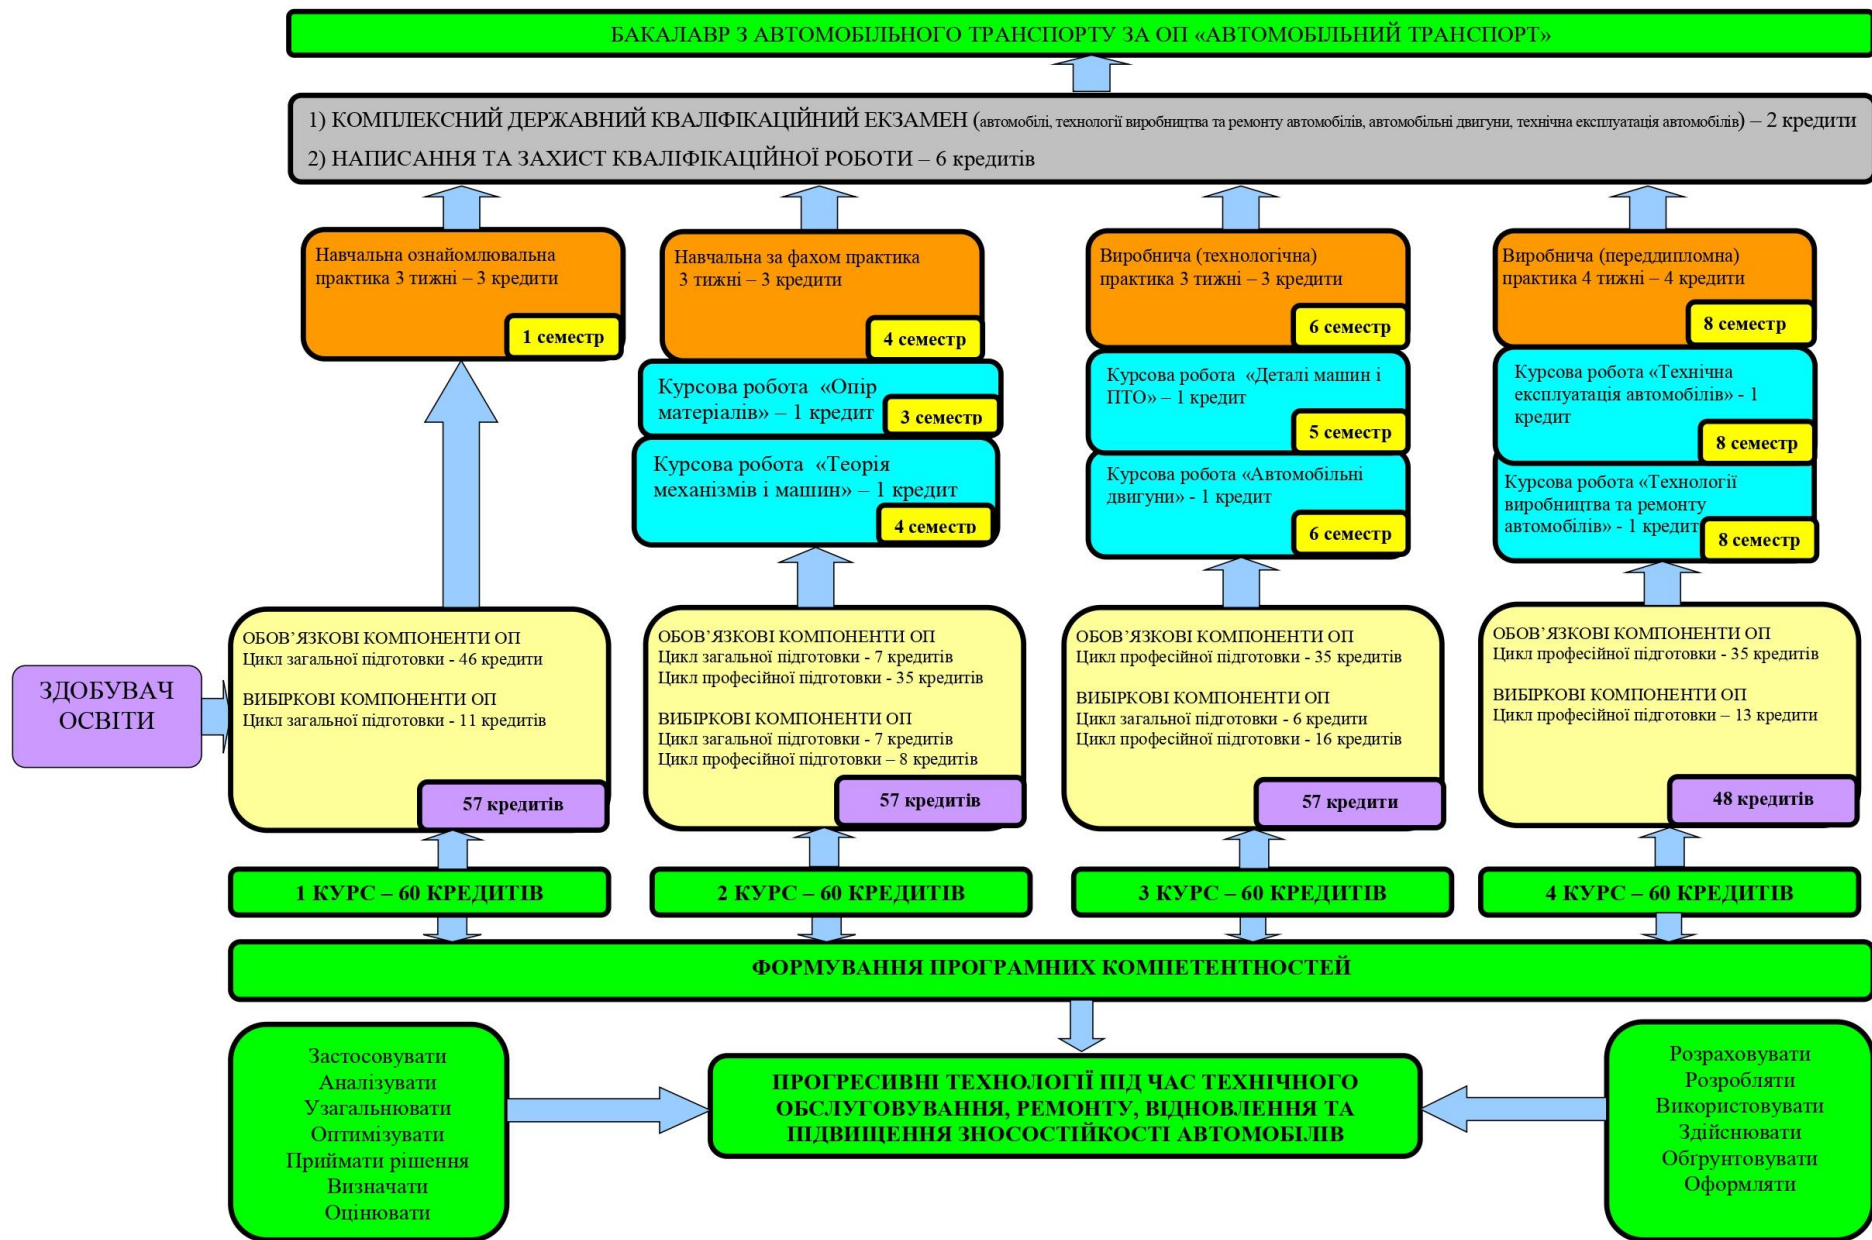 БАКАЛАВР З АВТОМОБІЛЬНОГО ТРАНСПОРТУ ЗА ОП «АВТОМОБІЛЬНИЙ ТРАНСПОРТ»
1) КОМПЛЕКСНИЙ ДЕРЖАВНИЙ КВАЛІФІКАЦІЙНИЙ ЕКЗАМЕН (автомобілі, технології виробництва та ремонту автомобілів, автомобільні двигуни, технічна експлуатація автомобілів) – 2 кредити
2) НАПИСАННЯ ТА ЗАХИСТ КВАЛІФІКАЦІЙНОЇ РОБОТИ – 6 кредитів
Навчальна ознайомлювальна
практика 3 тижні – 3 кредити
1 семестр
Навчальна за фахом практика
3 тижні – 3 кредити
4 семестр
Курсова робота «Опір
матеріалів» – 1 кредит
3 семестр
Курсова робота «Теорія
механізмів і машин» – 1 кредит
4 семестр
Виробнича (технологічна)
практика 3 тижні – 3 кредити
6 семестр
Курсова робота «Деталі машин і
ПТО» – 1 кредит
5 семестр
Курсова робота «Автомобільні
двигуни» - 1 кредит
6 семестр
Виробнича (переддипломна)
практика 4 тижні – 4 кредити
8 семестр
Курсова робота «Технічна
експлуатація автомобілів» - 1
кредит
8 семестр
Курсова робота «Технології
виробництва та ремонту
автомобілів» - 1 кредит
8 семестр
ЗДОБУВАЧ
ОСВІТИ
ОБОВ’ЯЗКОВІ КОМПОНЕНТИ ОП
Цикл загальної підготовки - 46 кредити
ВИБІРКОВІ КОМПОНЕНТИ ОП
Цикл загальної підготовки - 11 кредитів
57 кредитів
ОБОВ’ЯЗКОВІ КОМПОНЕНТИ ОП
Цикл загальної підготовки - 7 кредитів
Цикл професійної підготовки - 35 кредитів
ВИБІРКОВІ КОМПОНЕНТИ ОП
Цикл загальної підготовки - 7 кредитів
Цикл професійної підготовки – 8 кредитів
57 кредитів
ОБОВ’ЯЗКОВІ КОМПОНЕНТИ ОП
Цикл професійної підготовки - 35 кредитів
ВИБІРКОВІ КОМПОНЕНТИ ОП
Цикл загальної підготовки - 6 кредити
Цикл професійної підготовки - 16 кредитів
57 кредити
ОБОВ’ЯЗКОВІ КОМПОНЕНТИ ОП
Цикл професійної підготовки - 35 кредитів
ВИБІРКОВІ КОМПОНЕНТИ ОП
Цикл професійної підготовки – 13 кредити
48 кредитів
1 КУРС – 60 КРЕДИТІВ
2 КУРС – 60 КРЕДИТІВ
3 КУРС – 60 КРЕДИТІВ
4 КУРС – 60 КРЕДИТІВ
ФОРМУВАННЯ ПРОГРАМНИХ КОМПЕТЕНТНОСТЕЙ
Застосовувати
Аналізувати
Узагальнювати
Оптимізувати
Приймати рішення
Визначати
Оцінювати
ПРОГРЕСИВНІ ТЕХНОЛОГІЇ ПІД ЧАС ТЕХНІЧНОГО
ОБСЛУГОВУВАННЯ, РЕМОНТУ, ВІДНОВЛЕННЯ ТА
ПІДВИЩЕННЯ ЗНОСОСТІЙКОСТІ АВТОМОБІЛІВ
Розраховувати
Розробляти
Використовувати
Здійснювати
Обґрунтовувати
Оформляти